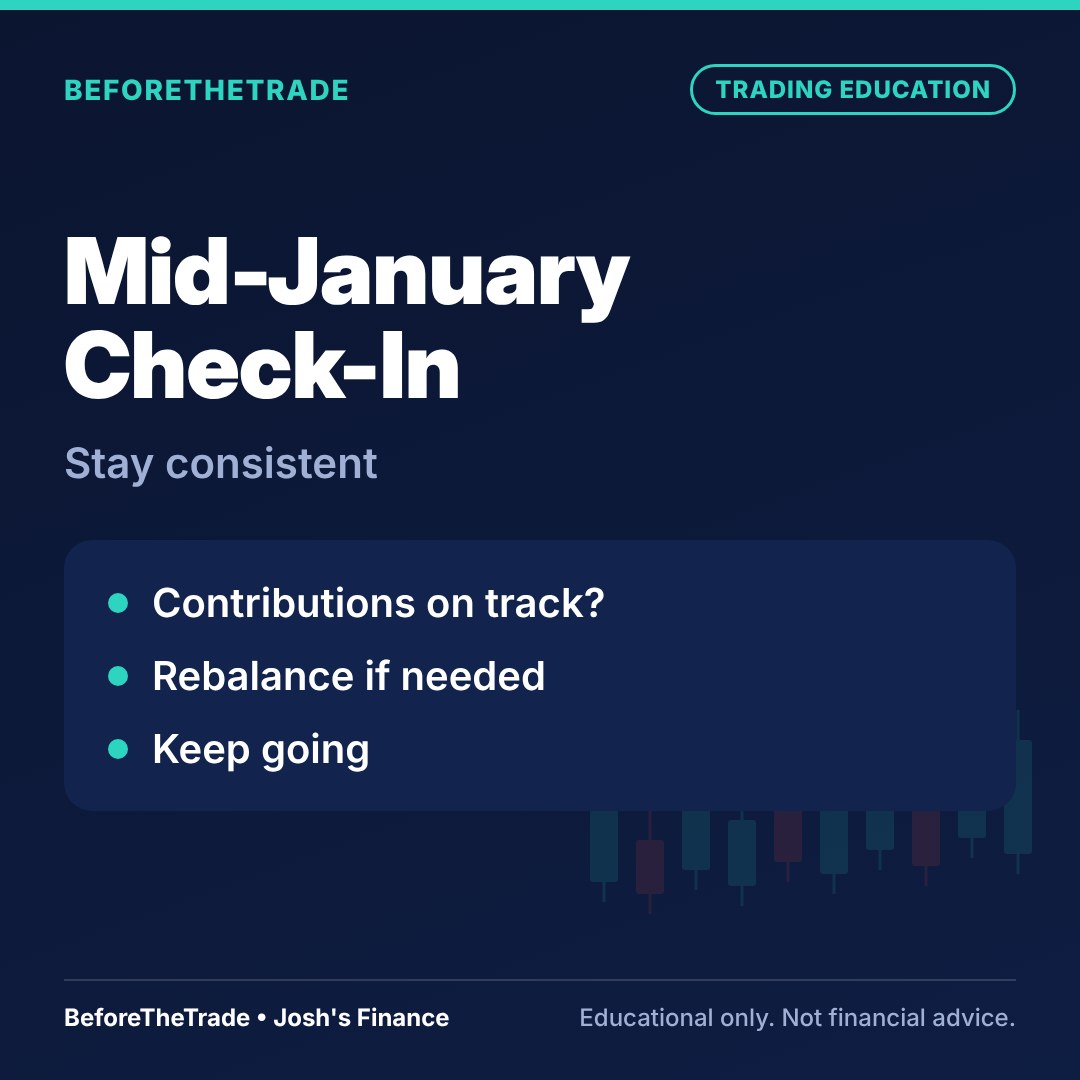 BEFORETHETRADE
TRADING EDUCATION
Mid-January
Check-In
Stay consistent
Contributions on track?
Rebalance if needed
Keep going
BeforeTheTrade • Josh's Finance
Educational only. Not financial advice.